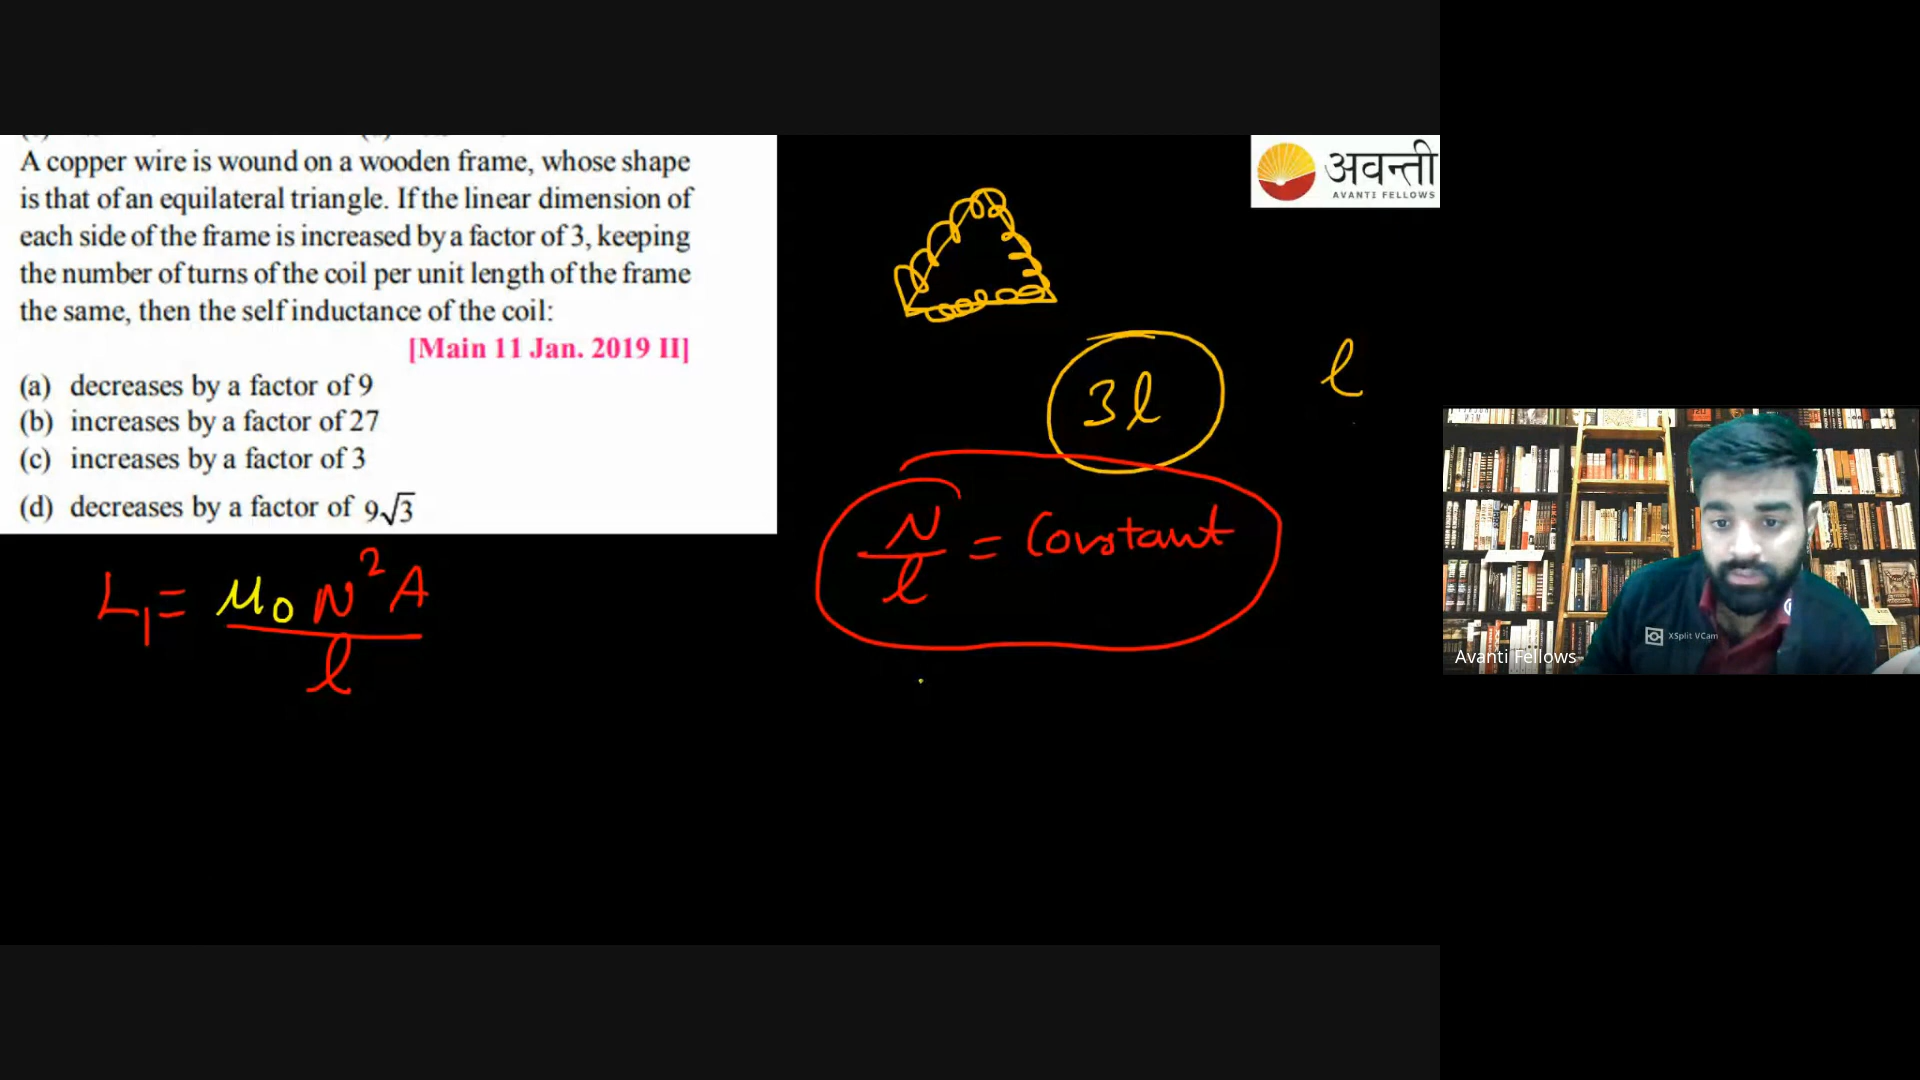 A copper wire is wound on a wooden frame, whose shape
is that of an equilateral triangle. If the linear dimension of
each side of the frame is increased by a factor of 3, keeping
the number of turns of the coil per unit length of the frame
the same, then the self inductance of the coil:
[Main 11 Jan. 2019 II]
(a) decreases by a factor of 9
(b) increases by a factor of 27
(c) increases by a factor of 3
(d) decreases by a factor of 9√3
L₁ = μ₀ N² A / l
अवन्ती
AVANTI FELLOWS
3l
l
N / l = Constant
XSplit VCam
Avanti Fellows